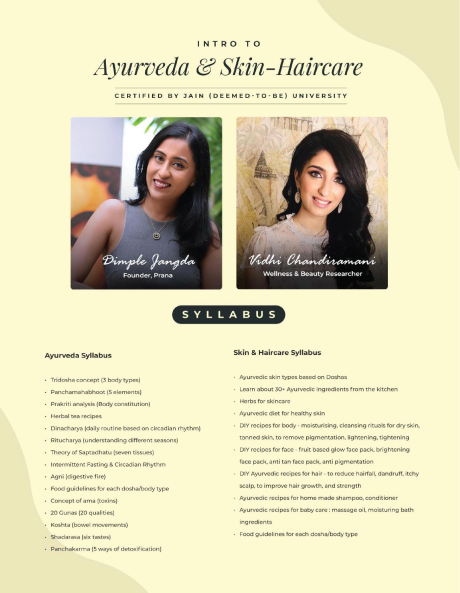 INTRO TO
Ayurveda & Skin-Haircare
CERTIFIED BY JAIN (DEEMED-TO-BE) UNIVERSITY
Dimple Jangda
Founder, Prana
Vidhi Chandiramani
Wellness & Beauty Researcher
SYLLABUS
Ayurveda Syllabus
• Tridosha concept (3 body types)
• Panchamahabhoot (5 elements)
• Prakriti analysis (Body constitution)
• Herbal tea recipes
• Dinacharya (daily routine based on circadian rhythm)
• Ritucharya (understanding different seasons)
• Theory of Saptadhatu (seven tissues)
• Intermittent Fasting & Circadian Rhythm
• Agni (digestive fire)
• Food guidelines for each dosha/body type
• Concept of ama (toxins)
• 20 Gunas (20 qualities)
• Koshta (bowel movements)
• Shadarasa (six tastes)
• Panchakarma (5 ways of detoxification)
Skin & Haircare Syllabus
• Ayurvedic skin types based on Doshas
• Learn about 30+ Ayurvedic ingredients from the kitchen
• Herbs for skincare
• Ayurvedic diet for healthy skin
• DIY recipes for body - moisturising, cleansing rituals for dry skin,
tanned skin, to remove pigmentation, lightening, tightening
• DIY recipes for face - fruit based glow face pack, brightening
face pack, anti tan face pack, anti pigmentation
• DIY Ayurvedic recipes for hair - to reduce hairfall, dandruff, itchy
scalp, to improve hair growth, and strength
• Ayurvedic recipes for home made shampoo, conditioner
• Ayurvedic recipes for baby care : massage oil, moisturing bath
ingredients
• Food guidelines for each dosha/body type